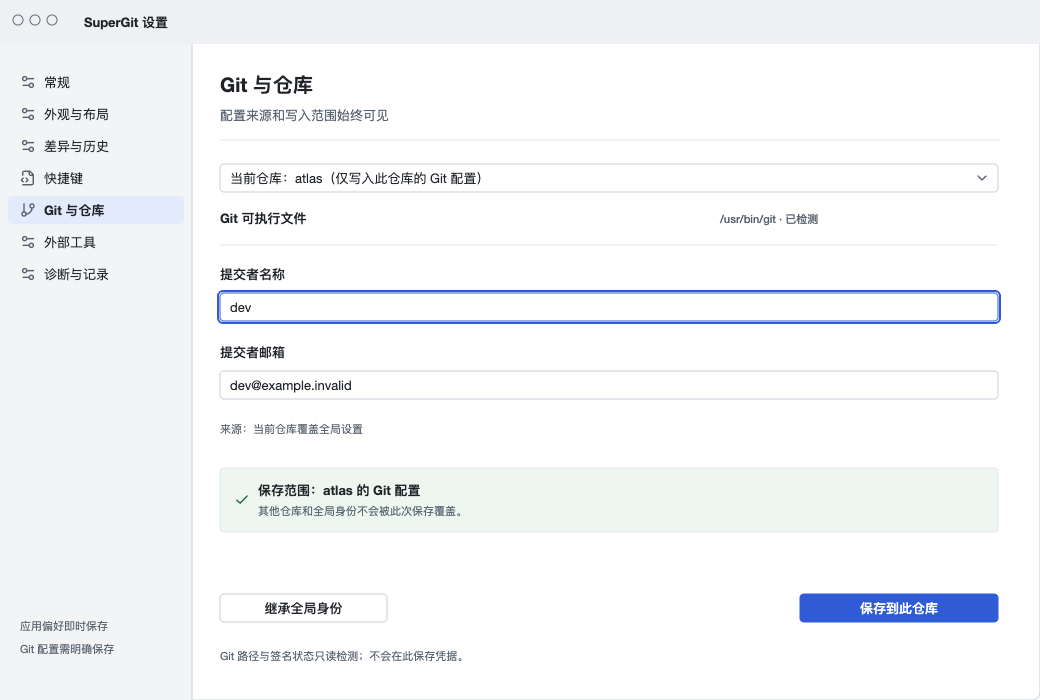 SuperGit 设置
常规
外观与布局
差异与历史
快捷键
Git 与仓库
外部工具
诊断与记录
应用偏好即时保存
Git 配置需明确保存
Git 与仓库
配置来源和写入范围始终可见
当前仓库：atlas（仅写入此仓库的 Git 配置）
Git 可执行文件
/usr/bin/git · 已检测
提交者名称
dev
提交者邮箱
dev@example.invalid
来源：当前仓库覆盖全局设置
保存范围：atlas 的 Git 配置
其他仓库和全局身份不会被此次保存覆盖。
继承全局身份
保存到此仓库
Git 路径与签名状态只读检测；不会在此保存凭据。